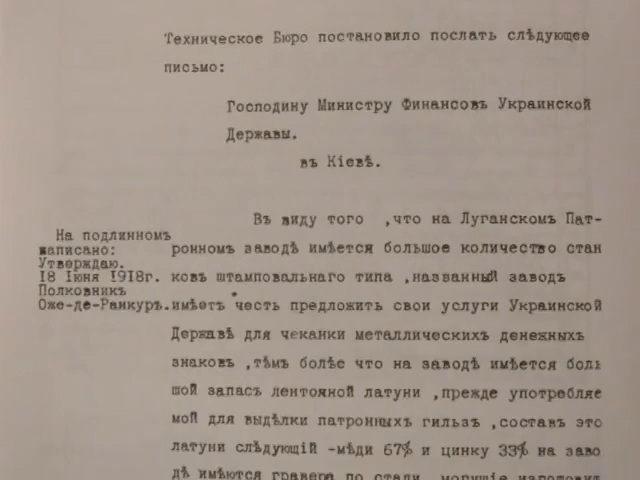 Техническое Бюро постановило послать слѣдующее
письмо:
Господину Министру Финансовъ Украинской
Державы.
въ Кіевѣ.
Въ виду того ,что на Луганскомъ Пат-
ронномъ заводѣ имѣется большое количество стан
ковъ штамповальнаго типа ,названный заводъ
имѣетъ честь предложить свои услуги Украинской
Державѣ для чеканки металлическихъ денежныхъ
знаковъ ,тѣмъ болѣе что на заводѣ имѣется боль
шой запасъ лентояной латуни ,прежде употребляе
мой для выдѣлки патронныхъ гильзъ ,составъ это
латуни слѣдующій -мѣди 67% и цинку 33% на заво
дѣ имѣются гравера по стали могущіе изготовит
На подлинномъ
написано:
Утверждаю.
18 Іюня 1918г.
Полковникъ
Оже-де-Ранкуръ.